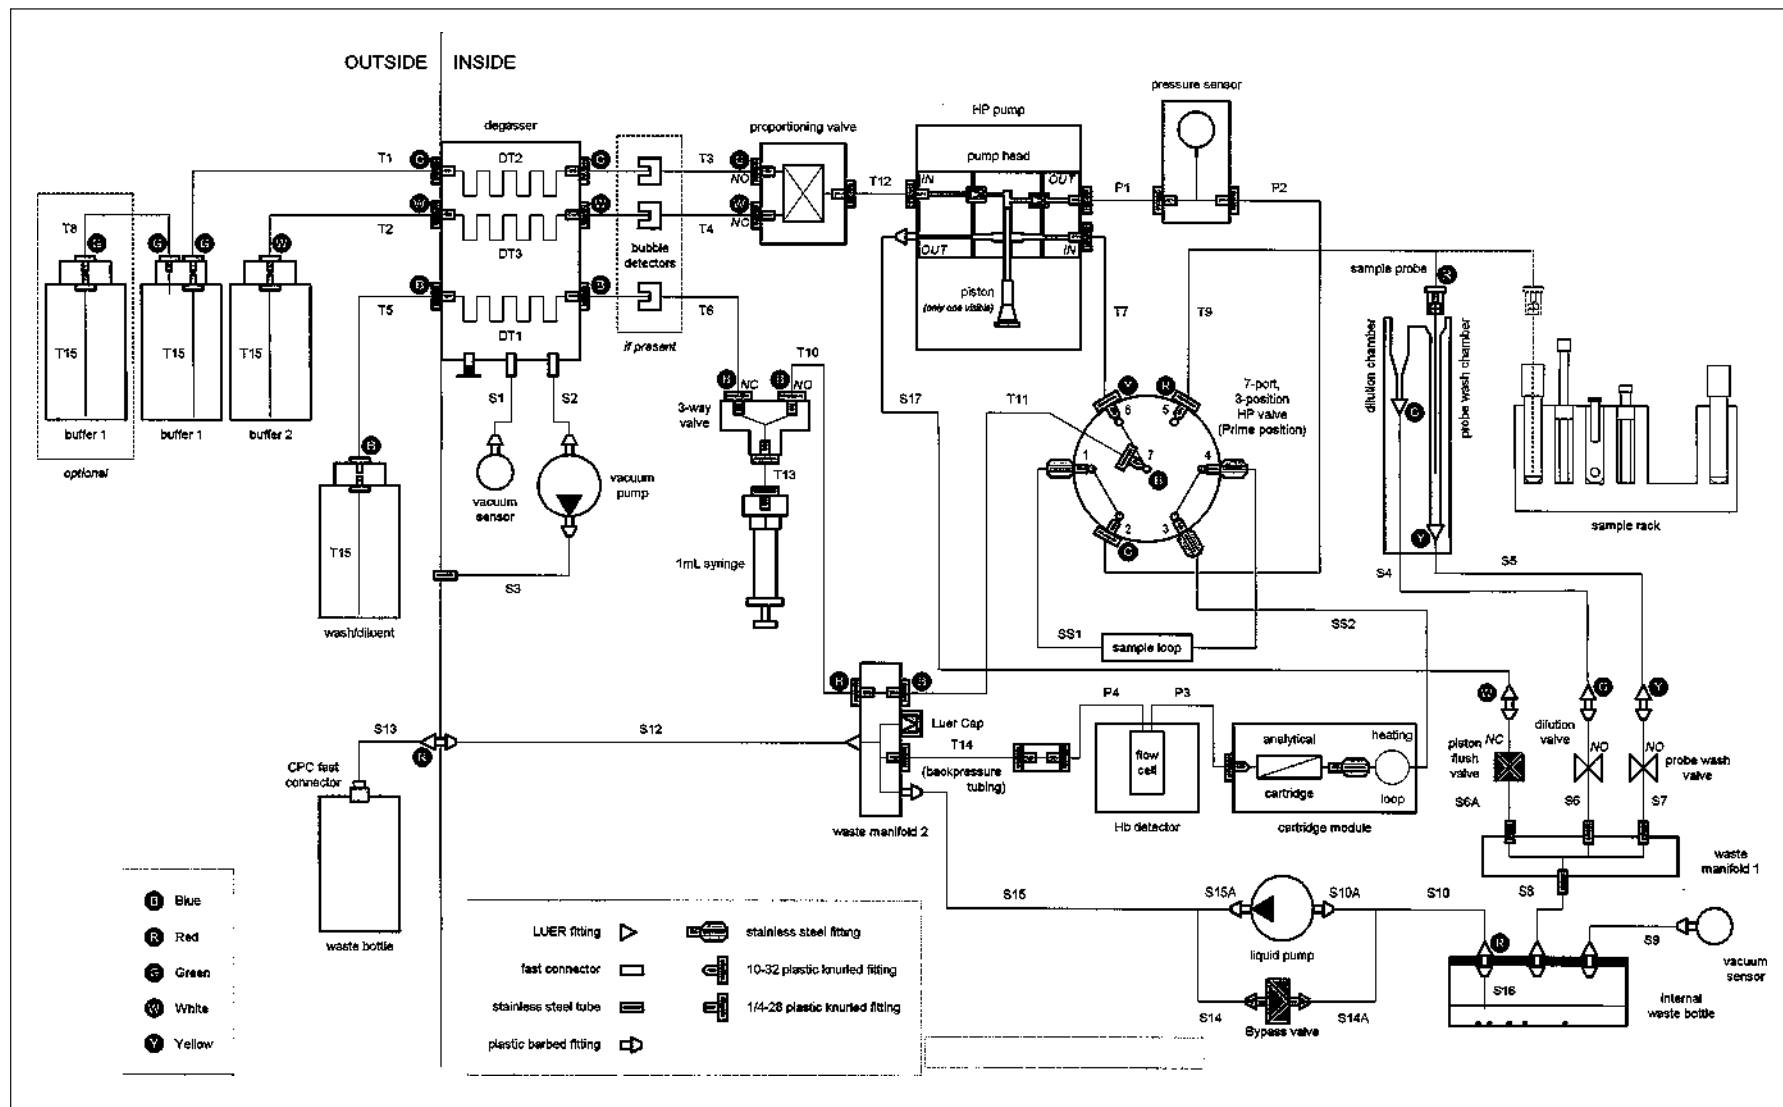 OUTSIDE
INSIDE
degasser
proportioning valve
HP pump
pressure sensor
T1
G
DT2
G
T3
G
NO
T12
pump head
IN
OUT
P1
P2
T8
G
G
G
W
T2
W
DT3
W
T4
W
NC
bubble
detectors
OUT
IN
sample probe
R
T5
B
DT1
B
T6
if present
piston
(only one visible)
T7
T9
dilution chamber
probe wash chamber
T15
T15
T15
buffer 1
buffer 1
buffer 2
optional
S1
S2
T10
B
NC
B
NO
3-way
valve
S17
T11
Y
6
R
5
7-port,
3-position
HP valve
(Prime position)
G
1
7
4
B
2
3
G
B
vacuum
sensor
vacuum
pump
T13
T15
1mL syringe
S3
wash/diluent
sample rack
Y
S4
S5
SS1
sample loop
SS2
B
B
P4
P3
W
G
Y
S13
S12
R
Luer Cap
T14
(backpressure
tubing)
CPC fast
connector
flow
cell
analytical
cartridge
heating
loop
piston
flush
valve
NC
dilution
valve
NO
NO
probe wash
valve
S6A
S6
S7
waste manifold 2
Hb detector
cartridge module
waste
manifold 1
waste bottle
S15
S15A
S10A
S10
S8
liquid pump
R
S9
vacuum
sensor
S16
S14
S14A
Bypass valve
internal
waste bottle
B Blue
R Red
G Green
W White
Y Yellow
LUER fitting
fast connector
stainless steel tube
plastic barbed fitting
stainless steel fitting
10-32 plastic knurled fitting
1/4-28 plastic knurled fitting